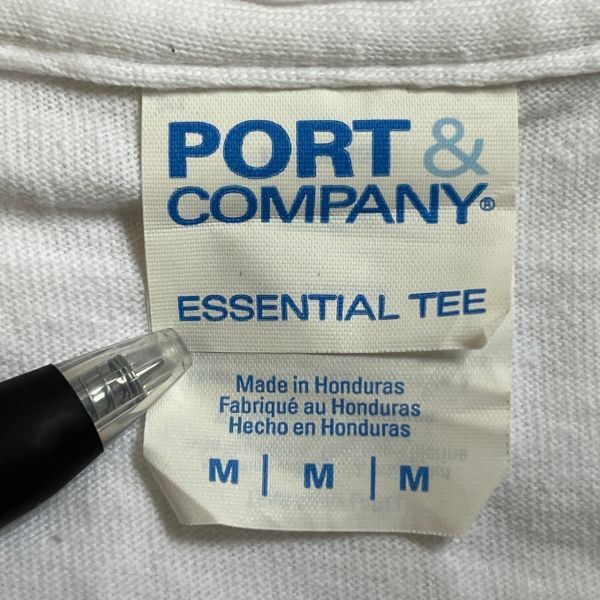 PORT &
COMPANY®
ESSENTIAL TEE
Made in Honduras
Fabriqué au Honduras
Hecho en Honduras
M | M | M